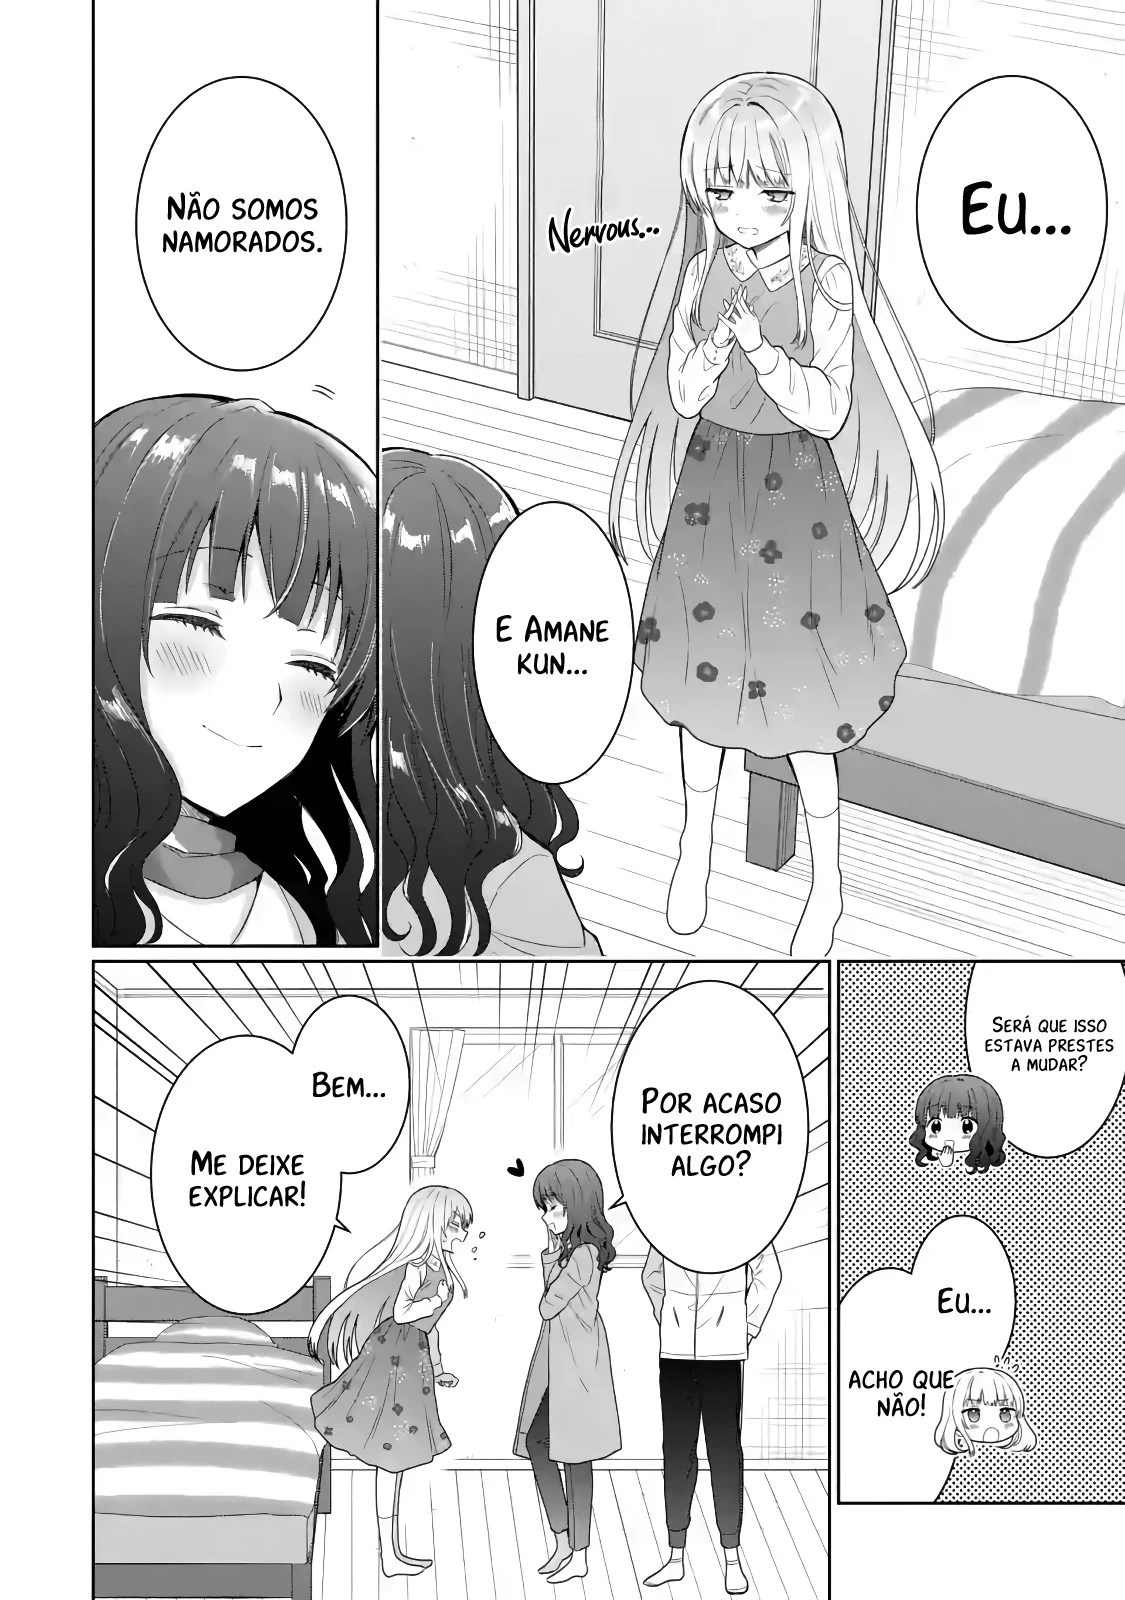 Eu...
Nervous...
E Amane
kun...
Não somos
namorados.
Será que isso
estava prestes
a mudar?
Eu...
acho que
não!
Por acaso
interrompi
algo?
Bem...
Me deixe
explicar!